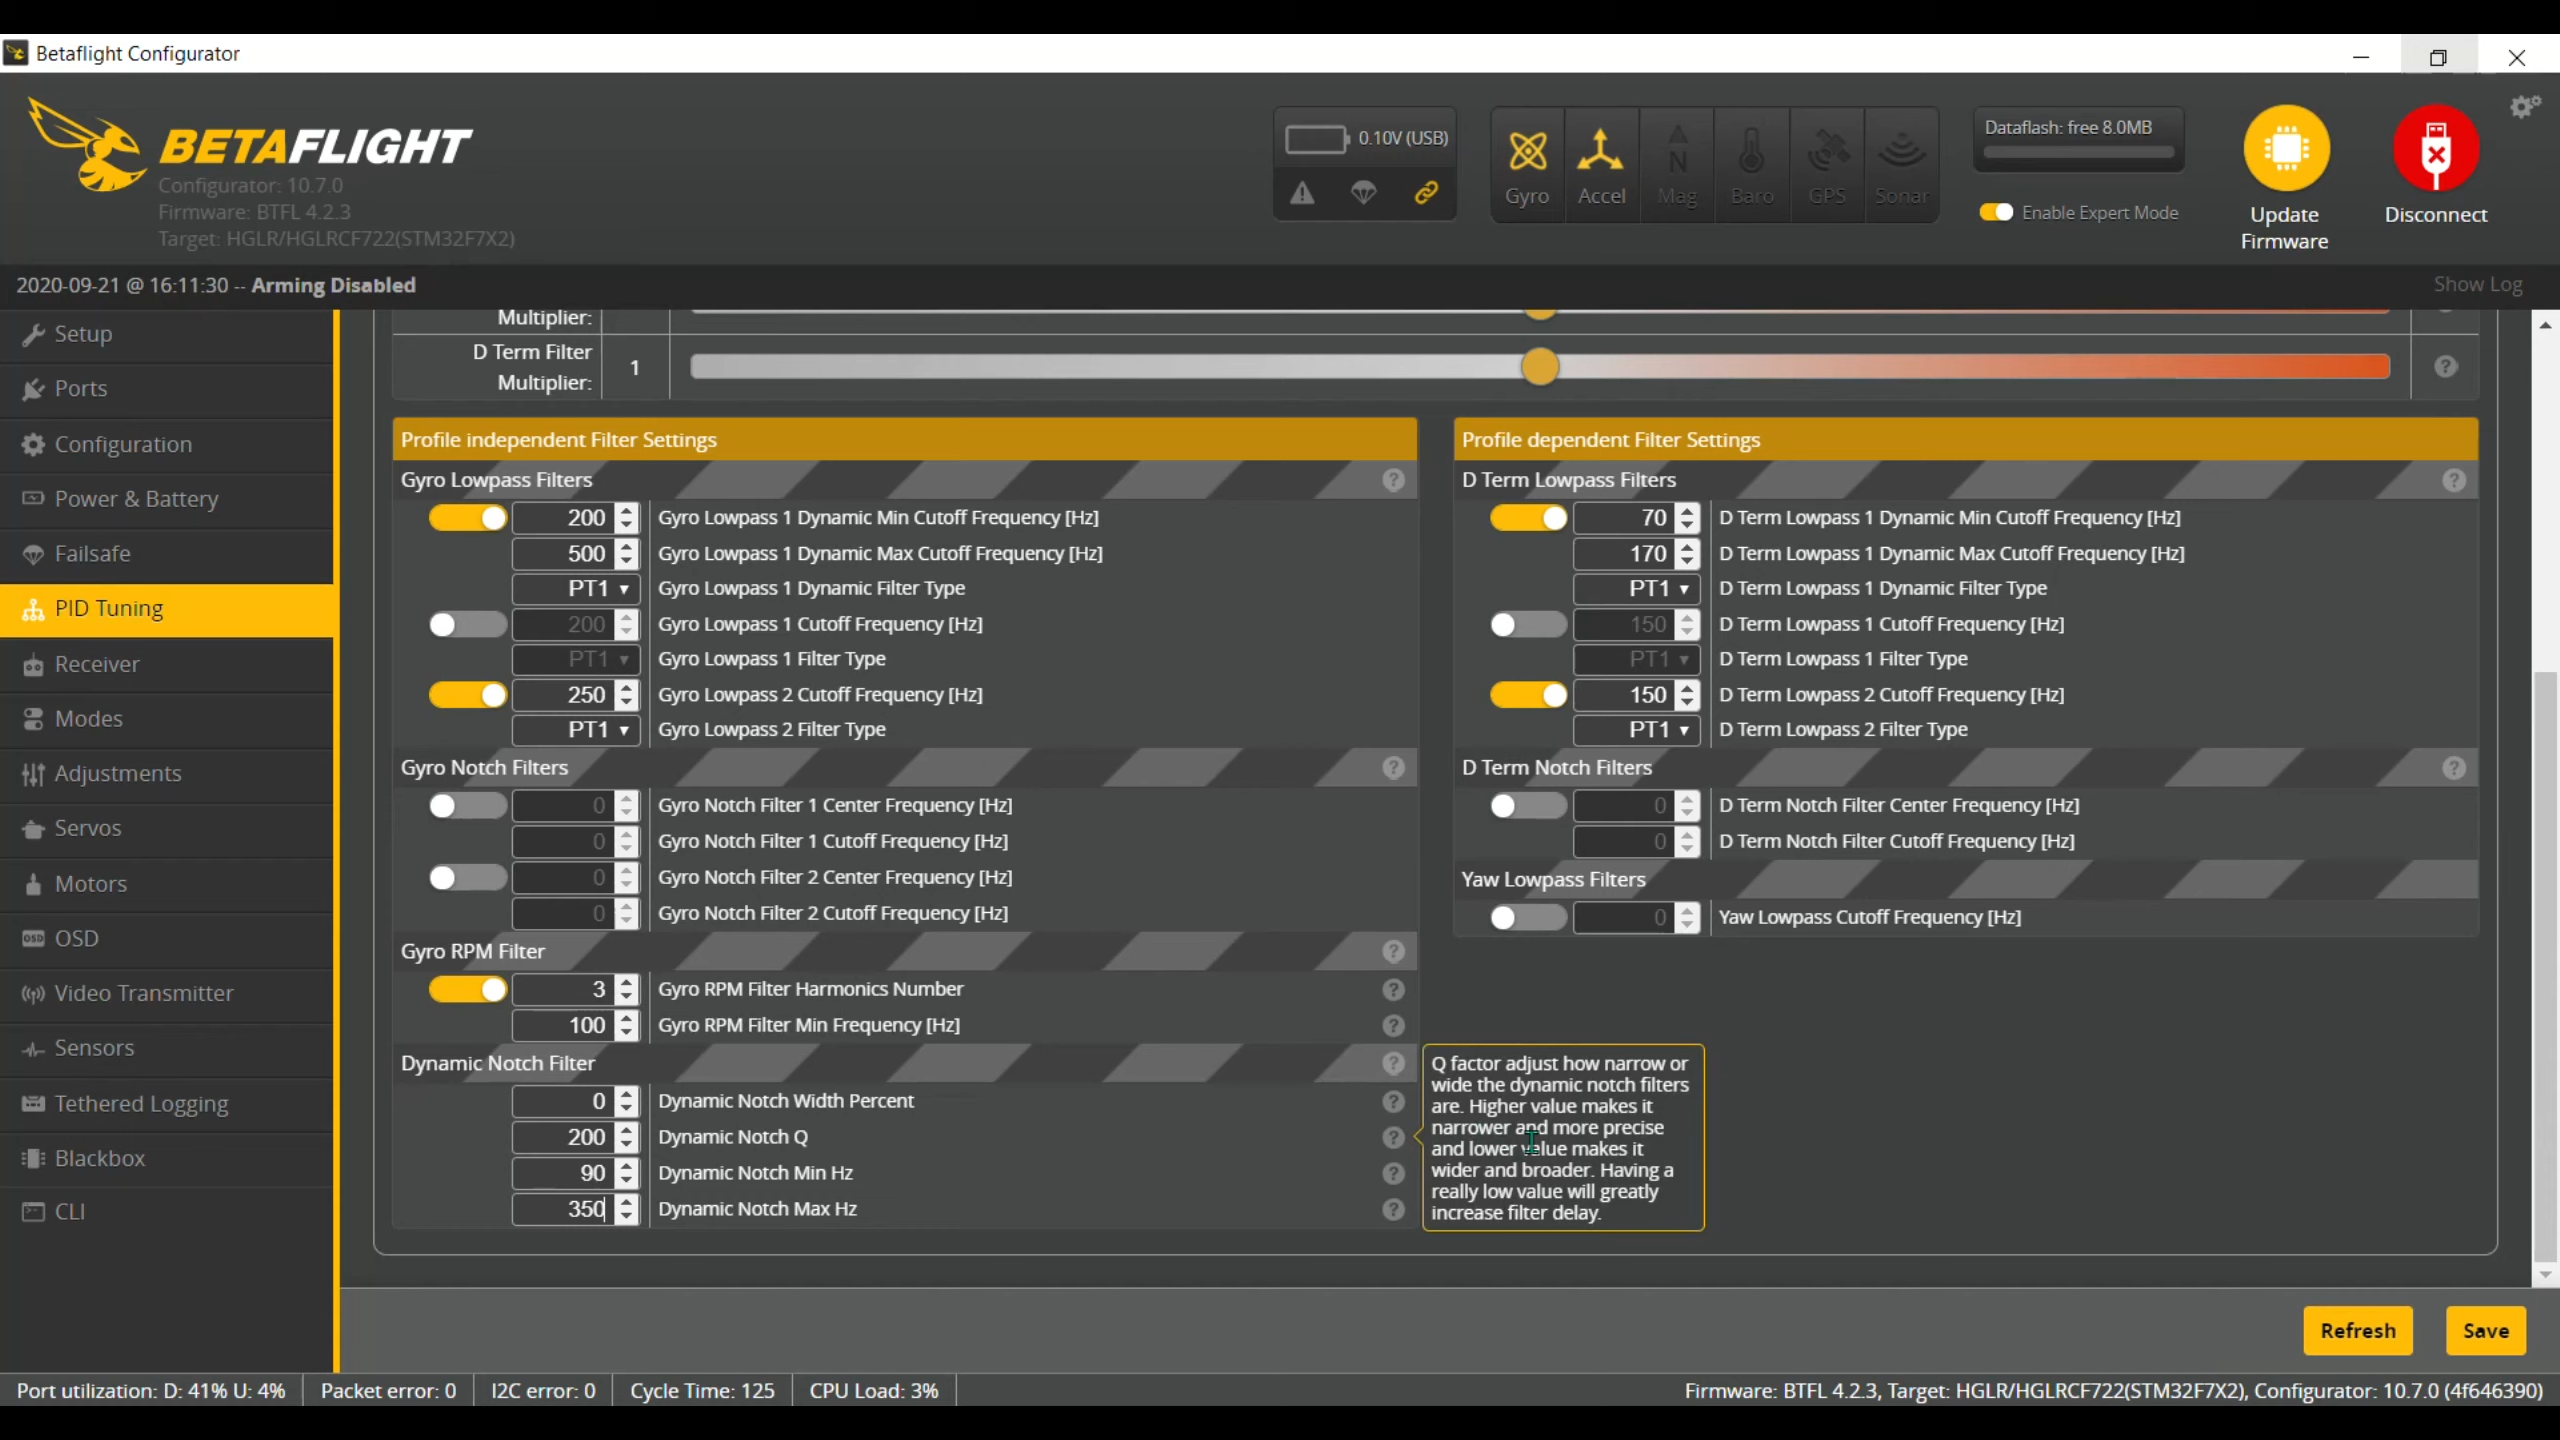 Betaflight Configurator
BETAFLIGHT
Configurator: 10.7.0
Firmware: BTFL 4.2.3
Target: HGLR/HGLRCF722(STM32F7X2)
0.10V (USB)
Gyro
Accel
Mag
Baro
GPS
Sonar
Dataflash: free 8.0MB
Enable Expert Mode
Update
Firmware
Disconnect
2020-09-21 @ 16:11:30 -- Arming Disabled
Show Log
Setup
Ports
Configuration
Power & Battery
Failsafe
PID Tuning
Receiver
Modes
Adjustments
Servos
Motors
OSD
Video Transmitter
Sensors
Tethered Logging
Blackbox
CLI
Multiplier:
D Term Filter
Multiplier:
1
Profile independent Filter Settings
Gyro Lowpass Filters
200 Gyro Lowpass 1 Dynamic Min Cutoff Frequency [Hz]
500 Gyro Lowpass 1 Dynamic Max Cutoff Frequency [Hz]
PT1 Gyro Lowpass 1 Dynamic Filter Type
200 Gyro Lowpass 1 Cutoff Frequency [Hz]
PT1 Gyro Lowpass 1 Filter Type
250 Gyro Lowpass 2 Cutoff Frequency [Hz]
PT1 Gyro Lowpass 2 Filter Type
Gyro Notch Filters
0 Gyro Notch Filter 1 Center Frequency [Hz]
0 Gyro Notch Filter 1 Cutoff Frequency [Hz]
0 Gyro Notch Filter 2 Center Frequency [Hz]
0 Gyro Notch Filter 2 Cutoff Frequency [Hz]
Gyro RPM Filter
3 Gyro RPM Filter Harmonics Number
100 Gyro RPM Filter Min Frequency [Hz]
Dynamic Notch Filter
0 Dynamic Notch Width Percent
200 Dynamic Notch Q
90 Dynamic Notch Min Hz
350 Dynamic Notch Max Hz
Profile dependent Filter Settings
D Term Lowpass Filters
70 D Term Lowpass 1 Dynamic Min Cutoff Frequency [Hz]
170 D Term Lowpass 1 Dynamic Max Cutoff Frequency [Hz]
PT1 D Term Lowpass 1 Dynamic Filter Type
150 D Term Lowpass 1 Cutoff Frequency [Hz]
PT1 D Term Lowpass 1 Filter Type
150 D Term Lowpass 2 Cutoff Frequency [Hz]
PT1 D Term Lowpass 2 Filter Type
D Term Notch Filters
0 D Term Notch Filter Center Frequency [Hz]
0 D Term Notch Filter Cutoff Frequency [Hz]
Yaw Lowpass Filters
0 Yaw Lowpass Cutoff Frequency [Hz]
Q factor adjust how narrow or
wide the dynamic notch filters
are. Higher value makes it
narrower and more precise
and lower value makes it
wider and broader. Having a
really low value will greatly
increase filter delay.
Refresh
Save
Port utilization: D: 41% U: 4%
Packet error: 0
I2C error: 0
Cycle Time: 125
CPU Load: 3%
Firmware: BTFL 4.2.3, Target: HGLR/HGLRCF722(STM32F7X2), Configurator: 10.7.0 (4f646390)